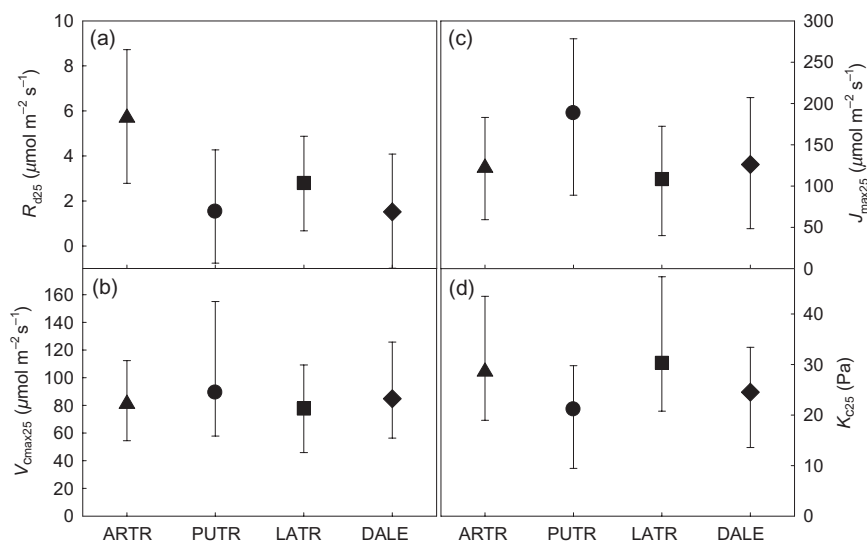 (a)
10
8
6
4
2
0
R_d25 (µmol m⁻² s⁻¹)
(c)
300
250
200
150
100
50
0
J_max25 (µmol m⁻² s⁻¹)
(b)
160
140
120
100
80
60
40
20
0
V_cmax25 (µmol m⁻² s⁻¹)
(d)
40
30
20
10
0
K_c25 (Pa)
ARTR PUTR LATR DALE
ARTR PUTR LATR DALE